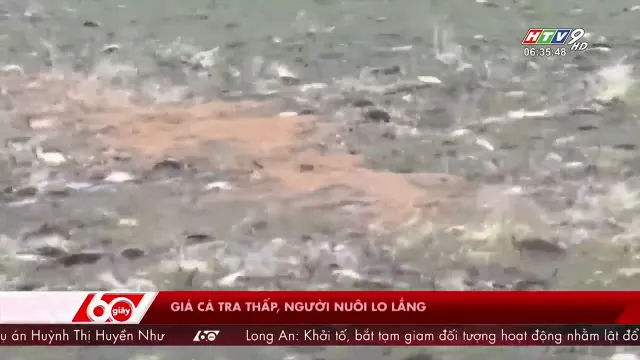 HTV9 HD
06:35:48
60 giây
GIÁ CÁ TRA THẤP, NGƯỜI NUÔI LO LẮNG
ụ án Huỳnh Thị Huyền Như 60 giây Long An: Khởi tố, bắt tạm giam đối tượng hoạt động nhằm lật đổ